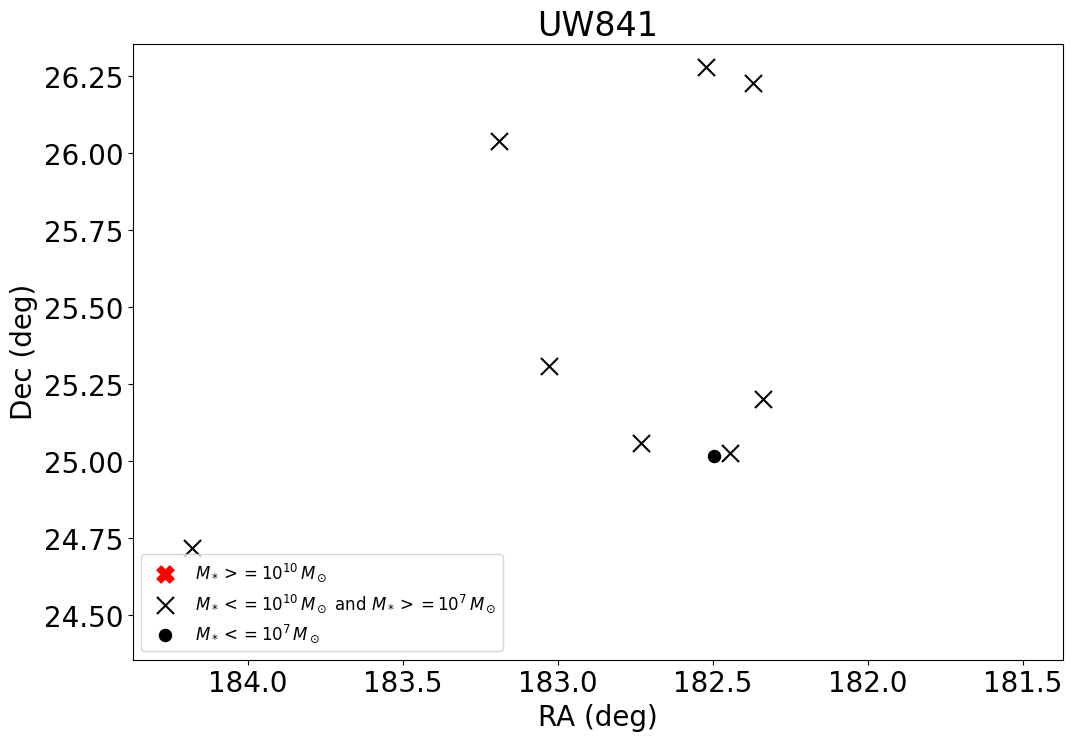 UW841
26.25
26.00
25.75
25.50
25.25
25.00
24.75
24.50
Dec (deg)
M* >= 10^10 M⊙
M* <= 10^10 M⊙ and M* >= 10^7 M⊙
M* <= 10^7 M⊙
184.0 183.5 183.0 182.5 182.0 181.5
RA (deg)